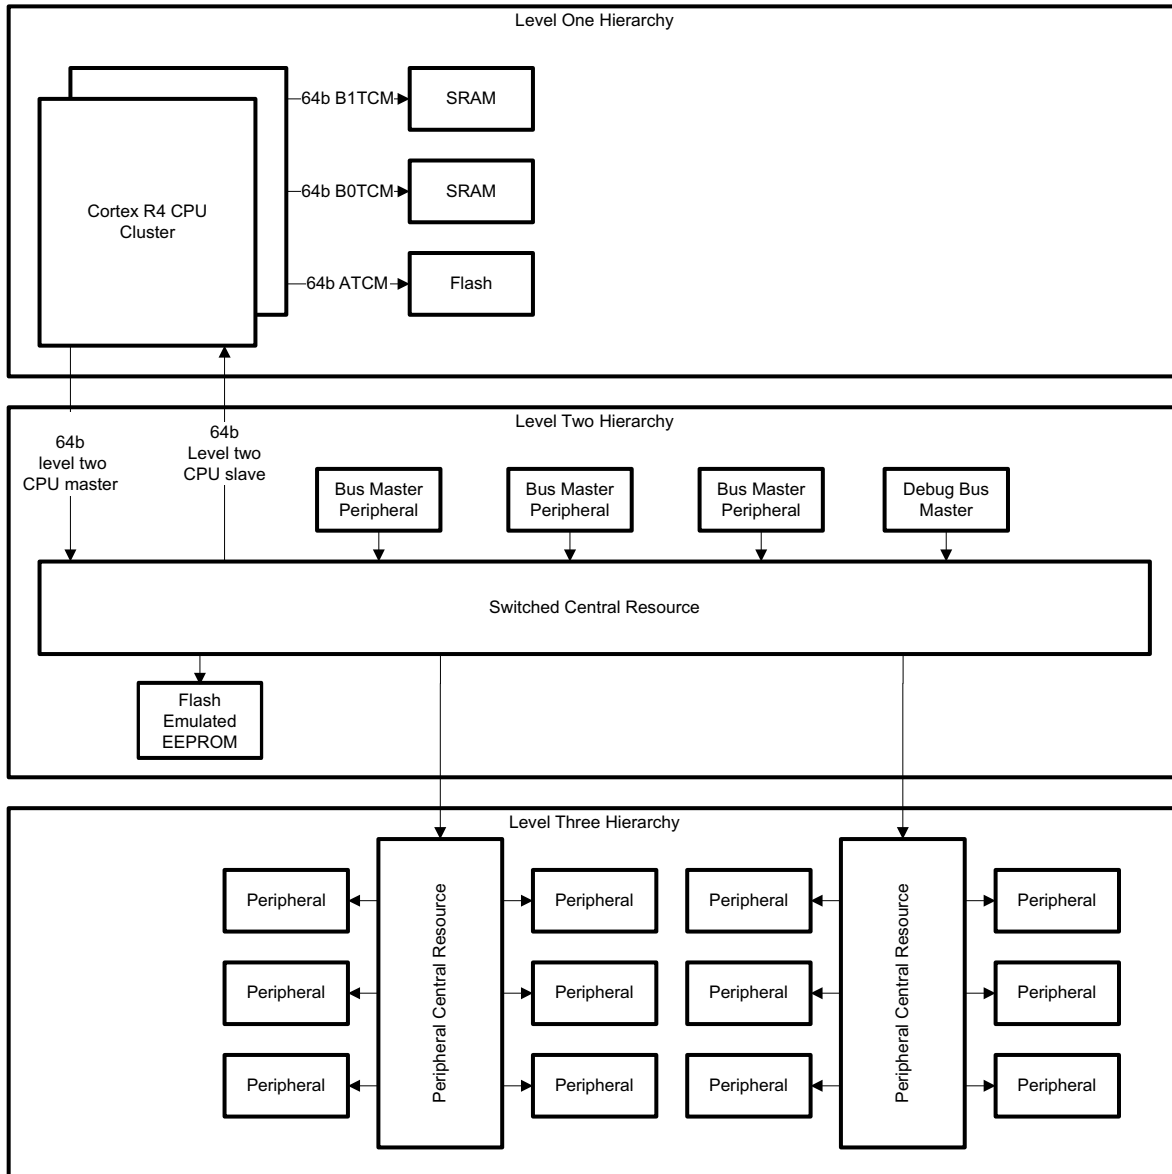 Level One Hierarchy
64b B1TCM
SRAM
64b B0TCM
SRAM
Cortex R4 CPU
Cluster
64b ATCM
Flash
Level Two Hierarchy
64b
level two
CPU master
64b
Level two
CPU slave
Bus Master
Peripheral
Bus Master
Peripheral
Bus Master
Peripheral
Debug Bus
Master
Switched Central Resource
Flash
Emulated
EEPROM
Level Three Hierarchy
Peripheral
Peripheral
Peripheral
Peripheral Central Resource
Peripheral
Peripheral
Peripheral
Peripheral
Peripheral
Peripheral
Peripheral Central Resource
Peripheral
Peripheral
Peripheral